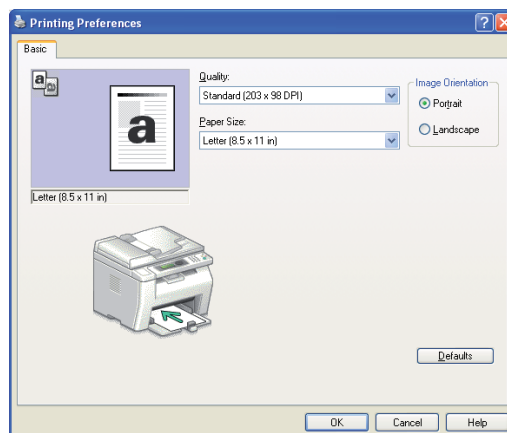 Printing Preferences
Basic
a
a
a
Quality:
Standard (203 x 98 DPI)
Paper Size:
Letter (8.5 x 11 in)
Image Orientation
Portrait
Landscape
Letter (8.5 x 11 in)
Defaults
OK
Cancel
Help